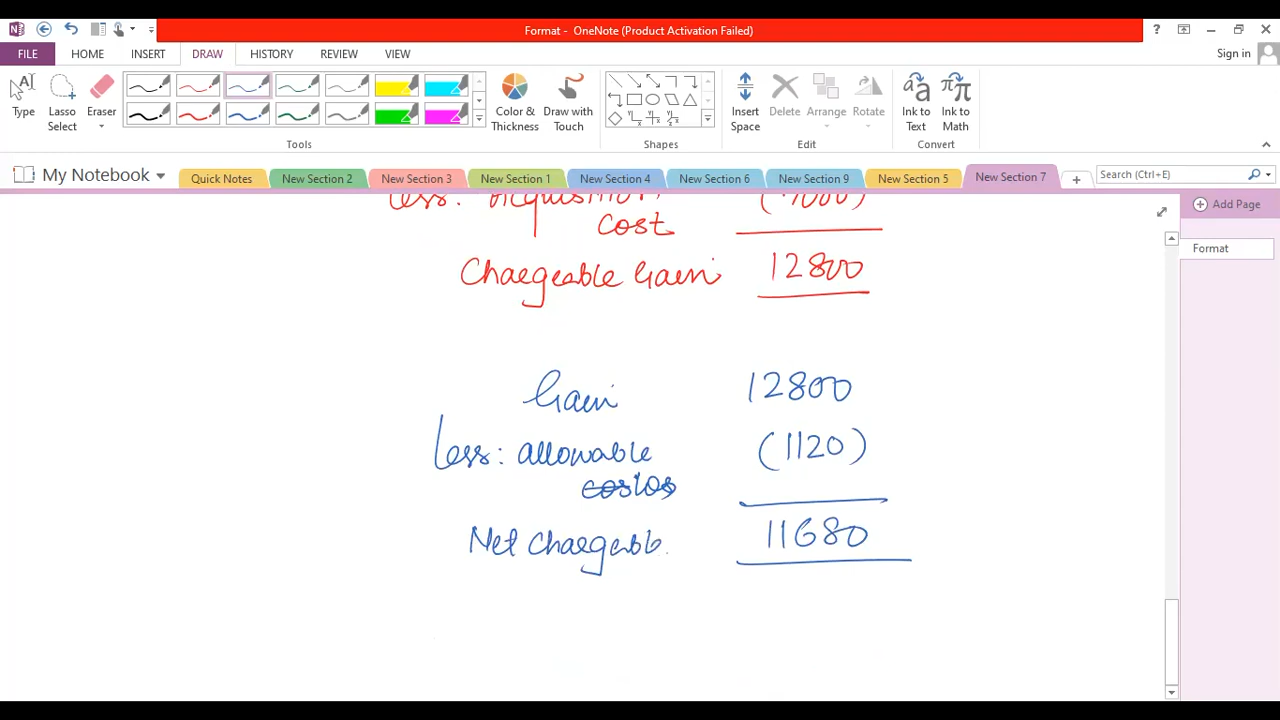 Format - OneNote (Product Activation Failed)
FILE HOME INSERT DRAW HISTORY REVIEW VIEW Sign in
Type Lasso Select Eraser Color & Thickness Draw with Touch Insert Space Delete Arrange Rotate Ink to Text Ink to Math
Tools Shapes Edit Convert
My Notebook Quick Notes New Section 2 New Section 3 New Section 1 New Section 4 New Section 6 New Section 9 New Section 5 New Section 7 Search (Ctrl+E)
Add Page
Format
Less: Acquisition
cost
Chargeable Gain 12800
Gain 12800
Less: allowable (1120)
Net Chargeable 11680